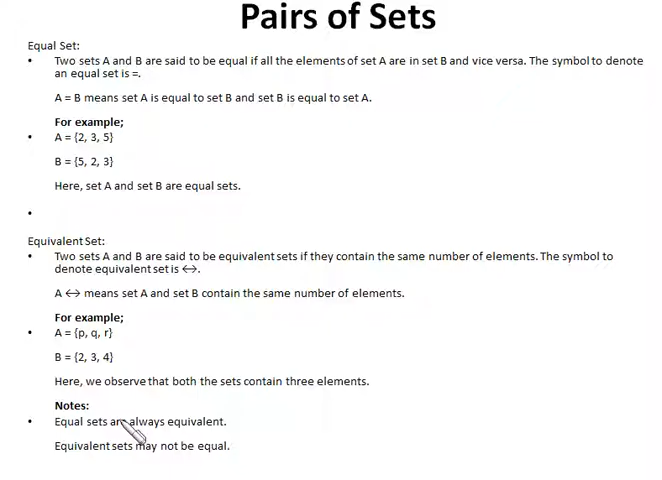 Pairs of Sets
Equal Set:
• Two sets A and B are said to be equal if all the elements of set A are in set B and vice versa. The symbol to denote
an equal set is =.
A = B means set A is equal to set B and set B is equal to set A.
For example;
• A = {2, 3, 5}
B = {5, 2, 3}
Here, set A and set B are equal sets.
•
Equivalent Set:
• Two sets A and B are said to be equivalent sets if they contain the same number of elements. The symbol to
denote equivalent set is ↔.
A ↔ means set A and set B contain the same number of elements.
For example;
• A = {p, q, r}
B = {2, 3, 4}
Here, we observe that both the sets contain three elements.
Notes:
• Equal sets are always equivalent.
Equivalent sets may not be equal.